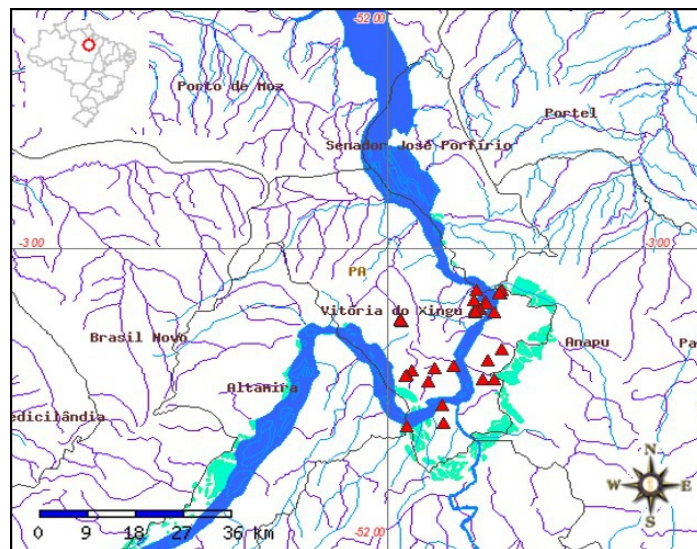 -52 00
Porto de Moz
Portel
Senador José Porfírio
-3 00
-3 00
PA
Vitória do Xingu
Brasil Novo
Anapu
Pa
Altamira
edicilândia
N
W
E
S
0 9 18 27 36 km
-52 00